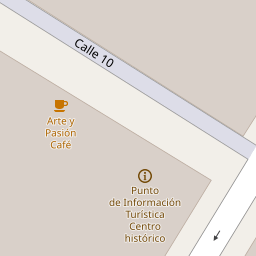 Calle 10
Arte y
Pasión
Café
Punto
de Información
Turística
Centro
histórico